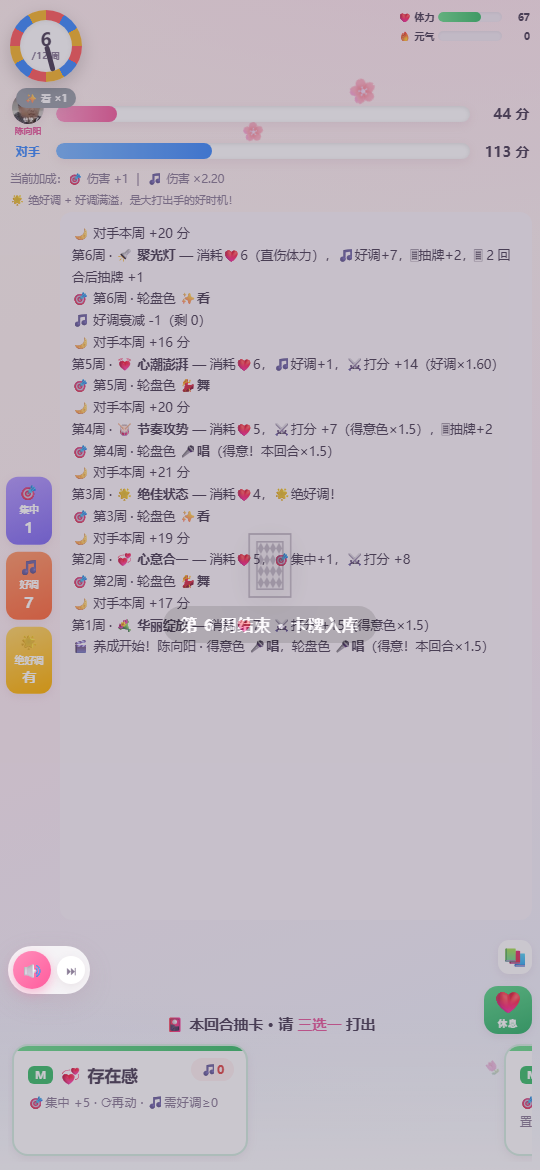 6
/12周
看 ×1
陈向阳
体力 67
元气 0
44 分
对手 113 分
当前加成: 伤害 +1 | 伤害 ×2.20
绝好调 + 好调满溢，是大打出手的好时机！
对手本周 +20 分
第6周 · 聚光灯 — 消耗 6（直伤体力），好调+7，抽牌+2，2 回
合后抽牌 +1
第6周 · 轮盘色 看
好调衰减 -1（剩 0）
对手本周 +16 分
第5周 · 心潮澎湃 — 消耗 6，好调+1，打分 +14（好调×1.60）
第5周 · 轮盘色 舞
对手本周 +20 分
第4周 · 节奏攻势 — 消耗 5，打分 +7（得意色×1.5），抽牌+2
第4周 · 轮盘色 唱（得意！本回合×1.5）
对手本周 +21 分
第3周 · 绝佳状态 — 消耗 4，绝好调！
第3周 · 轮盘色 看
对手本周 +19 分
第2周 · 心意合一 — 消耗 5，集中+1，打分 +8
第2周 · 轮盘色 舞
对手本周 +17 分
第1周 · 华丽绽放 得意色×1.5）
第 6 周结束 · 卡牌入库
养成开始！陈向阳 · 得意色 唱，轮盘色 唱（得意！本回合×1.5）
集中
1
好调
7
绝好调
有
休息
本回合抽卡 · 请 三选一 打出
M 存在感 0
集中 +5 · 再动 · 需好调≥0
置